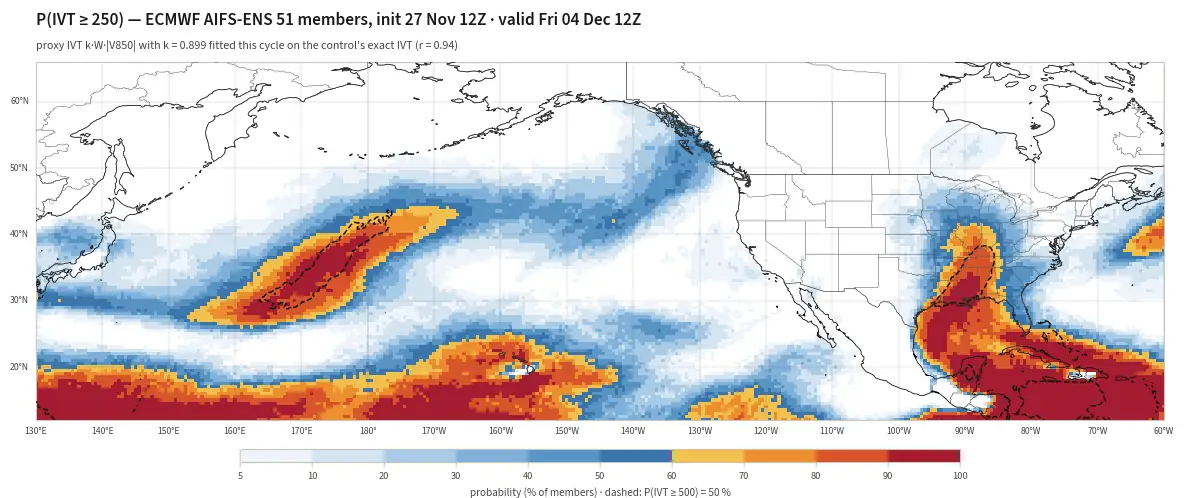 P(IVT ≥ 250) — ECMWF AIFS-ENS 51 members, init 27 Nov 12Z · valid Fri 04 Dec 12Z
proxy IVT k·W·|V850| with k = 0.899 fitted this cycle on the control's exact IVT (r = 0.94)
60°N
50°N
40°N
30°N
20°N
130°E 140°E 150°E 160°E 170°E 180° 170°W 160°W 150°W 140°W 130°W 120°W 110°W 100°W 90°W 80°W 70°W 60°W
5 10 20 30 40 50 60 70 80 90 100
probability (% of members) · dashed: P(IVT ≥ 500) = 50 %